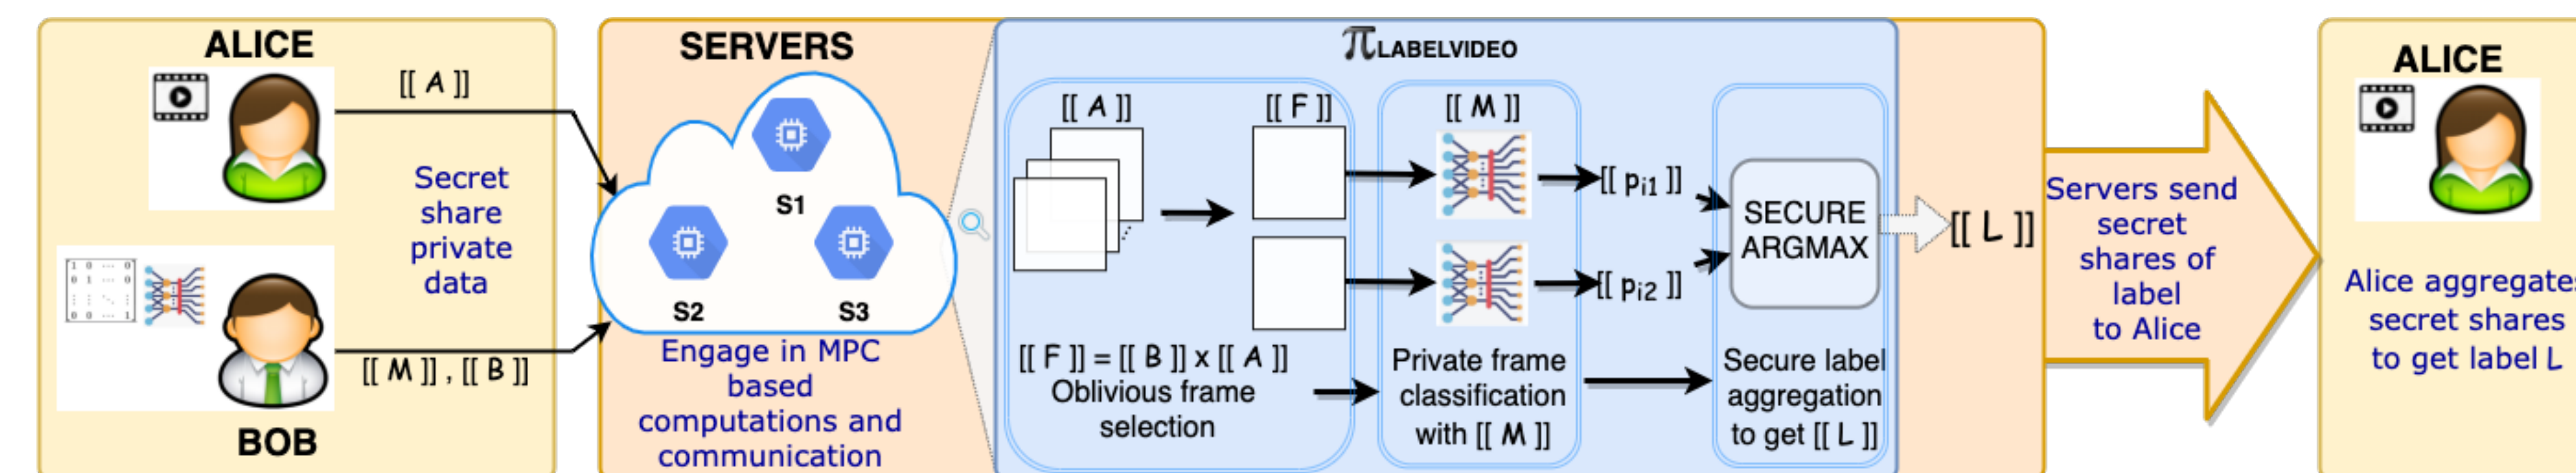 ALICE
[[ A ]]
Secret
share
private
data
[[ M ]] , [[ B ]]
BOB
SERVERS
S1
S2
S3
Engage in MPC
based
computations and
communication
πLABELVIDEO
[[ A ]]
[[ F ]]
[[ F ]] = [[ B ]] x [[ A ]]
Oblivious frame
selection
[[ M ]]
Private frame
classification
with [[ M ]]
[[ pi1 ]]
[[ pi2 ]]
SECURE
ARGMAX
Secure label
aggregation
to get [[ L ]]
[[ L ]]
Servers send
secret
shares of
label
to Alice
ALICE
Alice aggregates
secret shares
to get label L